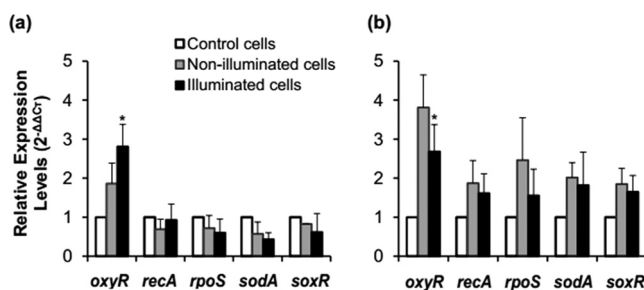 (a)
(b)
Control cells
Non-illuminated cells
Illuminated cells
Relative Expression
Levels (2^-ΔΔCT)
5
4
3
2
1
0
*
oxyR recA rpoS sodA soxR
5
4
3
2
1
0
*
oxyR recA rpoS sodA soxR